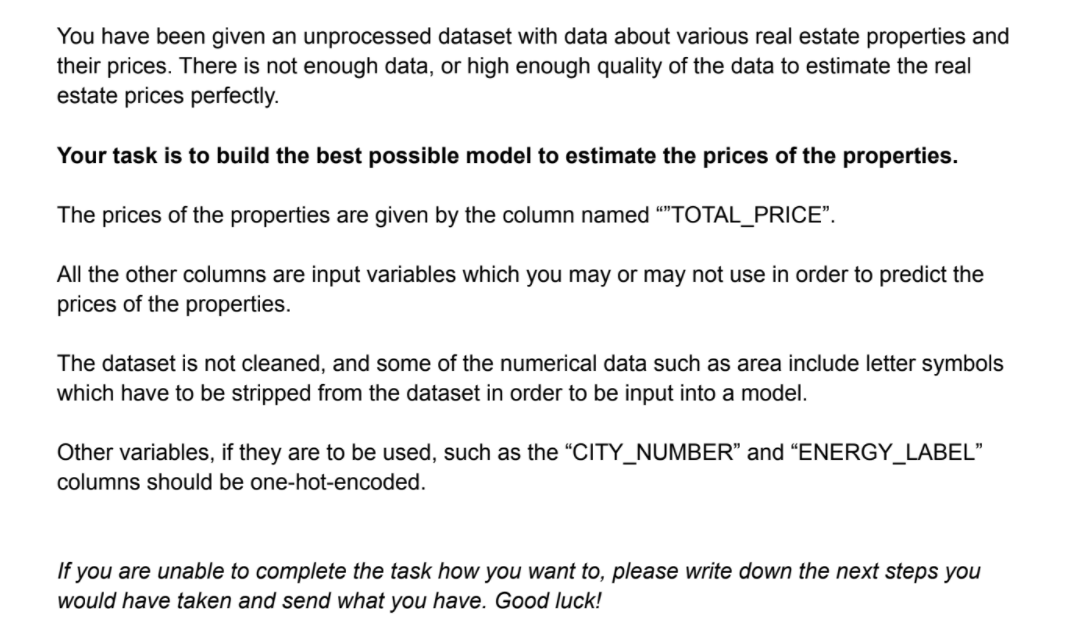 You have been given an unprocessed dataset with data about various real estate properties and
their prices. There is not enough data, or high enough quality of the data to estimate the real
estate prices perfectly.
Your task is to build the best possible model to estimate the prices of the properties.
The prices of the properties are given by the column named “”TOTAL_PRICE”.
All the other columns are input variables which you may or may not use in order to predict the
prices of the properties.
The dataset is not cleaned, and some of the numerical data such as area include letter symbols
which have to be stripped from the dataset in order to be input into a model.
Other variables, if they are to be used, such as the “CITY_NUMBER” and “ENERGY_LABEL”
columns should be one-hot-encoded.
If you are unable to complete the task how you want to, please write down the next steps you
would have taken and send what you have. Good luck!